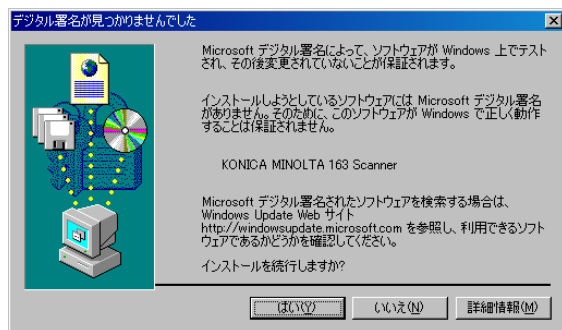 デジタル署名が見つかりませんでした
Microsoft デジタル署名によって、ソフトウェアが Windows 上でテスト
され、その後変更されていないことが保証されます。
インストールしようとしているソフトウェアには Microsoft デジタル署名
がありません。そのために、このソフトウェアが Windows で正しく動作
することは保証されません。
KONICA MINOLTA 163 Scanner
Microsoft デジタル署名されたソフトウェアを検索する場合は、
Windows Update Web サイト
http://windowsupdate.microsoft.com を参照し、利用できるソフト
ウェアであるかどうかを確認してください。
インストールを続行しますか?
はい(Y) いいえ(N) 詳細情報(M)